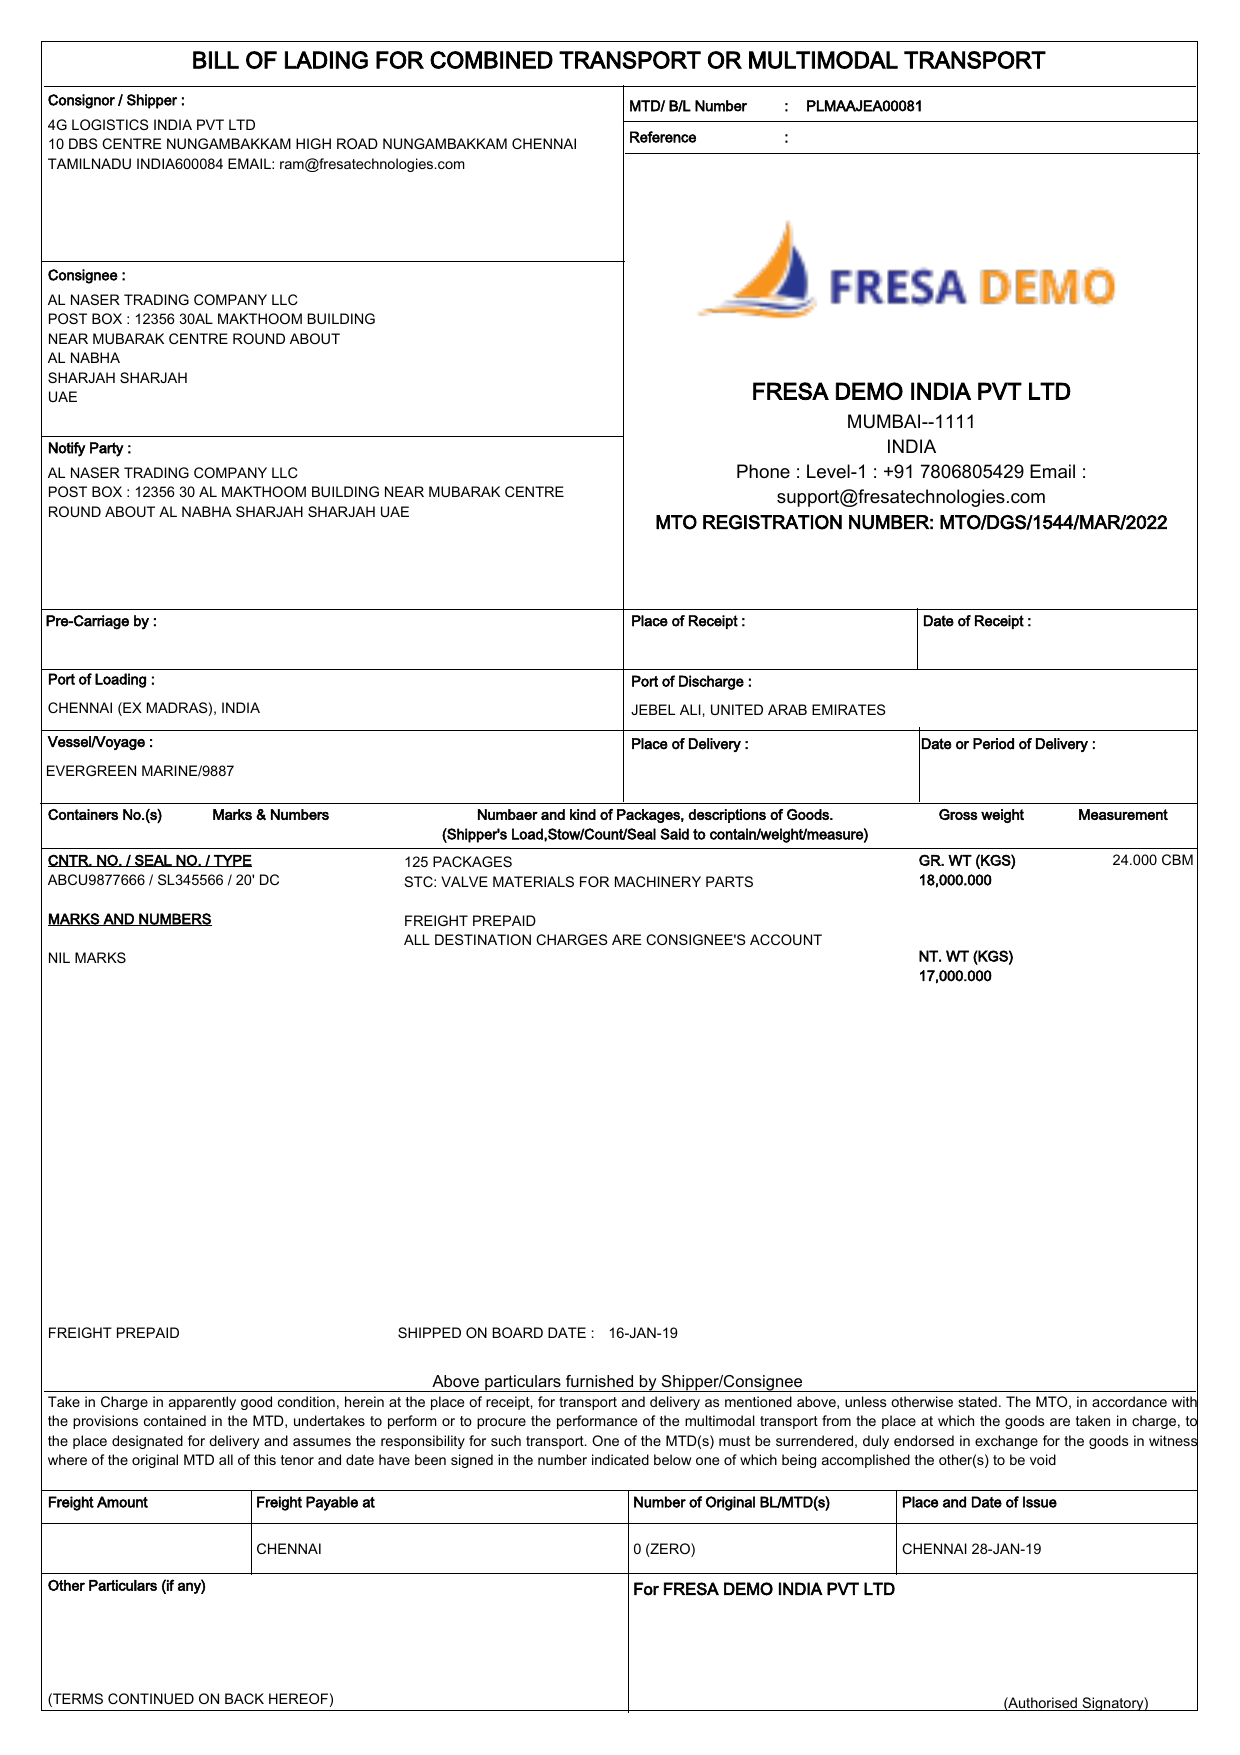 BILL OF LADING FOR COMBINED TRANSPORT OR MULTIMODAL TRANSPORT
Consignor / Shipper :
4G LOGISTICS INDIA PVT LTD
10 DBS CENTRE NUNGAMBAKKAM HIGH ROAD NUNGAMBAKKAM CHENNAI
TAMILNADU INDIA600084 EMAIL: ram@fresatechnologies.com
MTD/ B/L Number : PLMAAJEA00081
Reference :
FRESA DEMO
FRESA DEMO INDIA PVT LTD
MUMBAI--1111
INDIA
Phone : Level-1 : +91 7806805429 Email :
support@fresatechnologies.com
MTO REGISTRATION NUMBER: MTO/DGS/1544/MAR/2022
Consignee :
AL NASER TRADING COMPANY LLC
POST BOX : 12356 30AL MAKTHOOM BUILDING
NEAR MUBARAK CENTRE ROUND ABOUT
AL NABHA
SHARJAH SHARJAH
UAE
Notify Party :
AL NASER TRADING COMPANY LLC
POST BOX : 12356 30 AL MAKTHOOM BUILDING NEAR MUBARAK CENTRE
ROUND ABOUT AL NABHA SHARJAH SHARJAH UAE
Pre-Carriage by :
Place of Receipt :
Date of Receipt :
Port of Loading :
CHENNAI (EX MADRAS), INDIA
Port of Discharge :
JEBEL ALI, UNITED ARAB EMIRATES
Vessel/Voyage :
EVERGREEN MARINE/9887
Place of Delivery :
Date or Period of Delivery :
Containers No.(s) Marks & Numbers Numbaer and kind of Packages, descriptions of Goods. Gross weight Measurement
(Shipper's Load,Stow/Count/Seal Said to contain/weight/measure)
CNTR. NO. / SEAL NO. / TYPE 125 PACKAGES GR. WT (KGS) 24.000 CBM
ABCU9877666 / SL345566 / 20' DC STC: VALVE MATERIALS FOR MACHINERY PARTS 18,000.000
MARKS AND NUMBERS FREIGHT PREPAID
ALL DESTINATION CHARGES ARE CONSIGNEE'S ACCOUNT
NIL MARKS NT. WT (KGS)
17,000.000
FREIGHT PREPAID SHIPPED ON BOARD DATE : 16-JAN-19
Above particulars furnished by Shipper/Consignee
Take in Charge in apparently good condition, herein at the place of receipt, for transport and delivery as mentioned above, unless otherwise stated. The MTO, in accordance with
the provisions contained in the MTD, undertakes to perform or to procure the performance of the multimodal transport from the place at which the goods are taken in charge, to
the place designated for delivery and assumes the responsibility for such transport. One of the MTD(s) must be surrendered, duly endorsed in exchange for the goods in witness
where of the original MTD all of this tenor and date have been signed in the number indicated below one of which being accomplished the other(s) to be void
Freight Amount Freight Payable at Number of Original BL/MTD(s) Place and Date of Issue
CHENNAI 0 (ZERO) CHENNAI 28-JAN-19
Other Particulars (if any) For FRESA DEMO INDIA PVT LTD
(TERMS CONTINUED ON BACK HEREOF)
(Authorised Signatory)